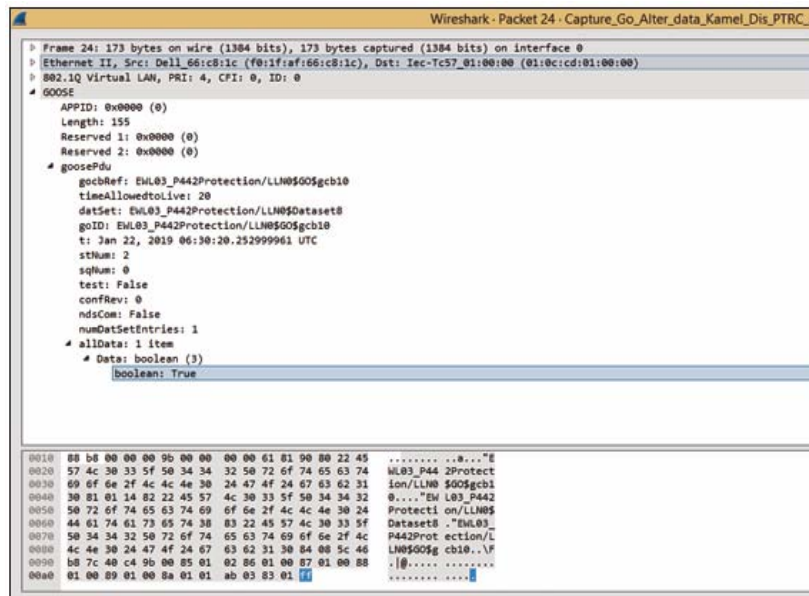 Wireshark · Packet 24 · Capture_Go_Alter_data_Kamel_Dis_PTRC_
Frame 24: 173 bytes on wire (1384 bits), 173 bytes captured (1384 bits) on interface 0
Ethernet II, Src: Dell_66:c8:1c (f0:1f:af:66:c8:1c), Dst: Iec-Tc57_01:00:00 (01:0c:cd:01:00:00)
802.1Q Virtual LAN, PRI: 4, CFI: 0, ID: 0
GOOSE
APPID: 0x0000 (0)
Length: 155
Reserved 1: 0x0000 (0)
Reserved 2: 0x0000 (0)
goosePdu
gocbRef: EWL03_P442Protection/LLN0$GO$gcb10
timeAllowedtoLive: 20
datSet: EWL03_P442Protection/LLN0$Dataset8
goID: EWL03_P442Protection/LLN0$GO$gcb10
t: Jan 22, 2019 06:30:20.252999961 UTC
stNum: 2
sqNum: 0
test: False
confRev: 0
ndsCom: False
numDatSetEntries: 1
allData: 1 item
Data: boolean (3)
boolean: True
0010 88 b8 00 00 00 9b 00 00 00 00 61 81 90 80 22 45 ........ ..a..."E
0020 57 4c 30 33 5f 50 34 34 32 50 72 6f 74 65 63 74 WL03_P44 2Protect
0030 69 6f 6e 2f 4c 4c 4e 30 24 47 4f 24 67 63 62 31 ion/LLN0 $GO$gcb1
0040 30 81 01 14 82 22 45 57 4c 30 33 5f 50 34 34 32 0...."EW L03_P442
0050 50 72 6f 74 65 63 74 69 6f 6e 2f 4c 4c 4e 30 24 Protecti on/LLN0$
0060 44 61 74 61 73 65 74 38 83 22 45 57 4c 30 33 5f Dataset8 ."EWL03_
0070 50 34 34 32 50 72 6f 74 65 63 74 69 6f 6e 2f 4c P442Prot ection/L
0080 4c 4e 30 24 47 4f 24 67 63 62 31 30 84 08 5c 46 LN0$GO$g cb10..\F
0090 b8 7c 40 c4 9b 00 85 01 02 86 01 00 87 01 00 88 .|@..... ........
00a0 01 00 89 01 00 8a 01 01 ab 03 83 01 ff ........ .....